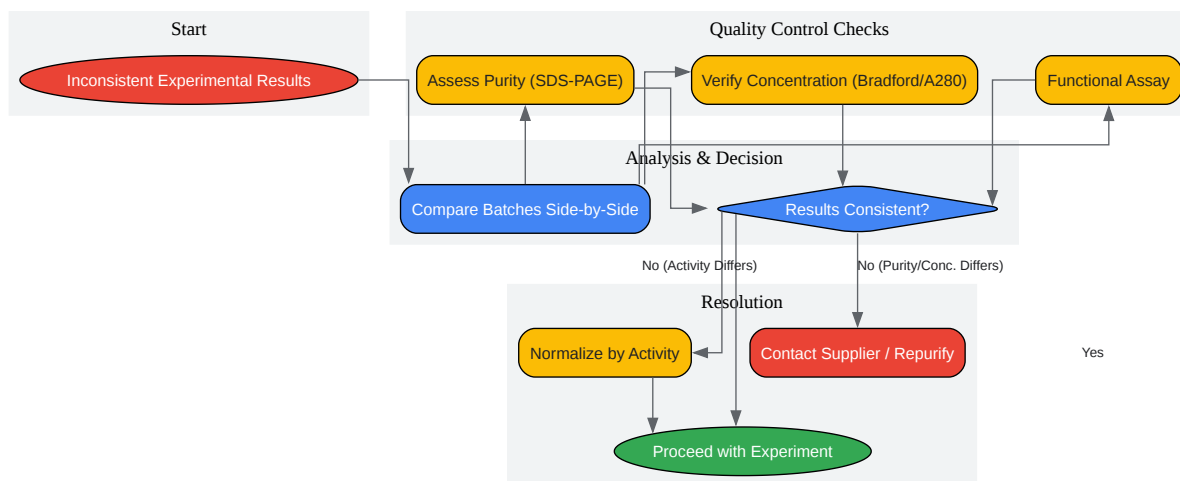 Start
Quality Control Checks
Inconsistent Experimental Results
Assess Purity (SDS-PAGE)
Verify Concentration (Bradford/A280)
Functional Assay
Analysis & Decision
Compare Batches Side-by-Side
Results Consistent?
No (Activity Differs)
No (Purity/Conc. Differs)
Resolution
Normalize by Activity
Contact Supplier / Repurify
Yes
Proceed with Experiment